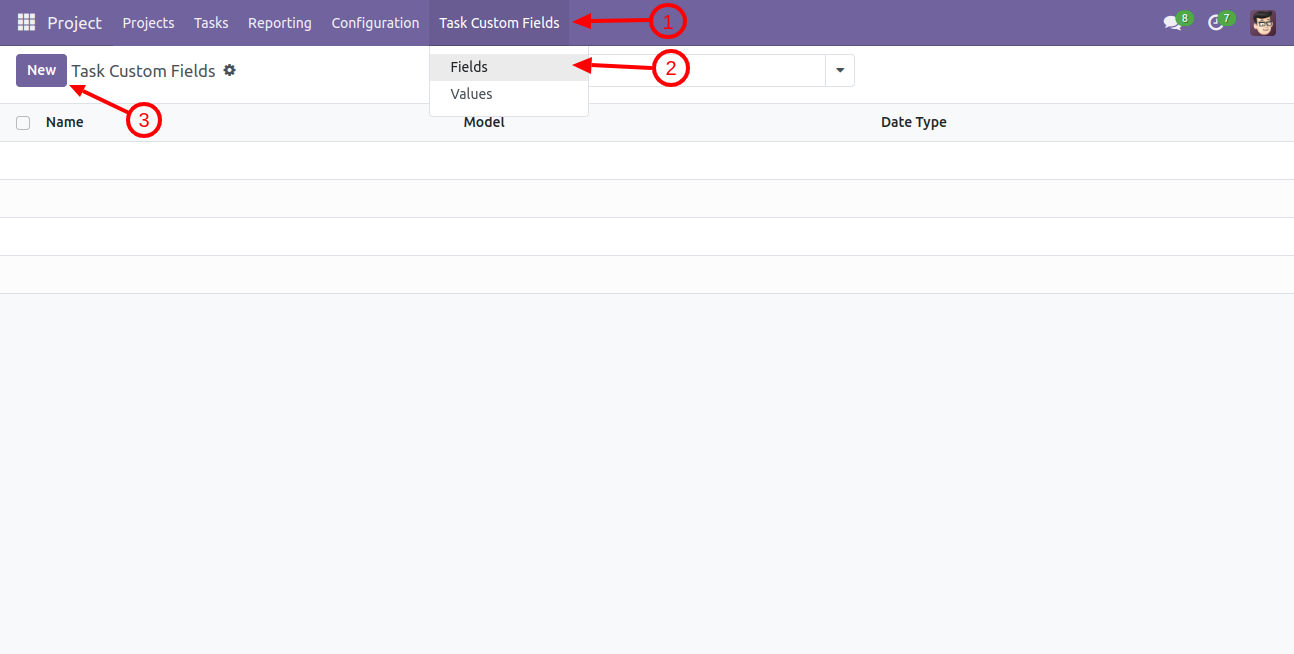 Project Projects Tasks Reporting Configuration Task Custom Fields 1 8 7
New Task Custom Fields Fields 2
Values
3
Name Model Date Type